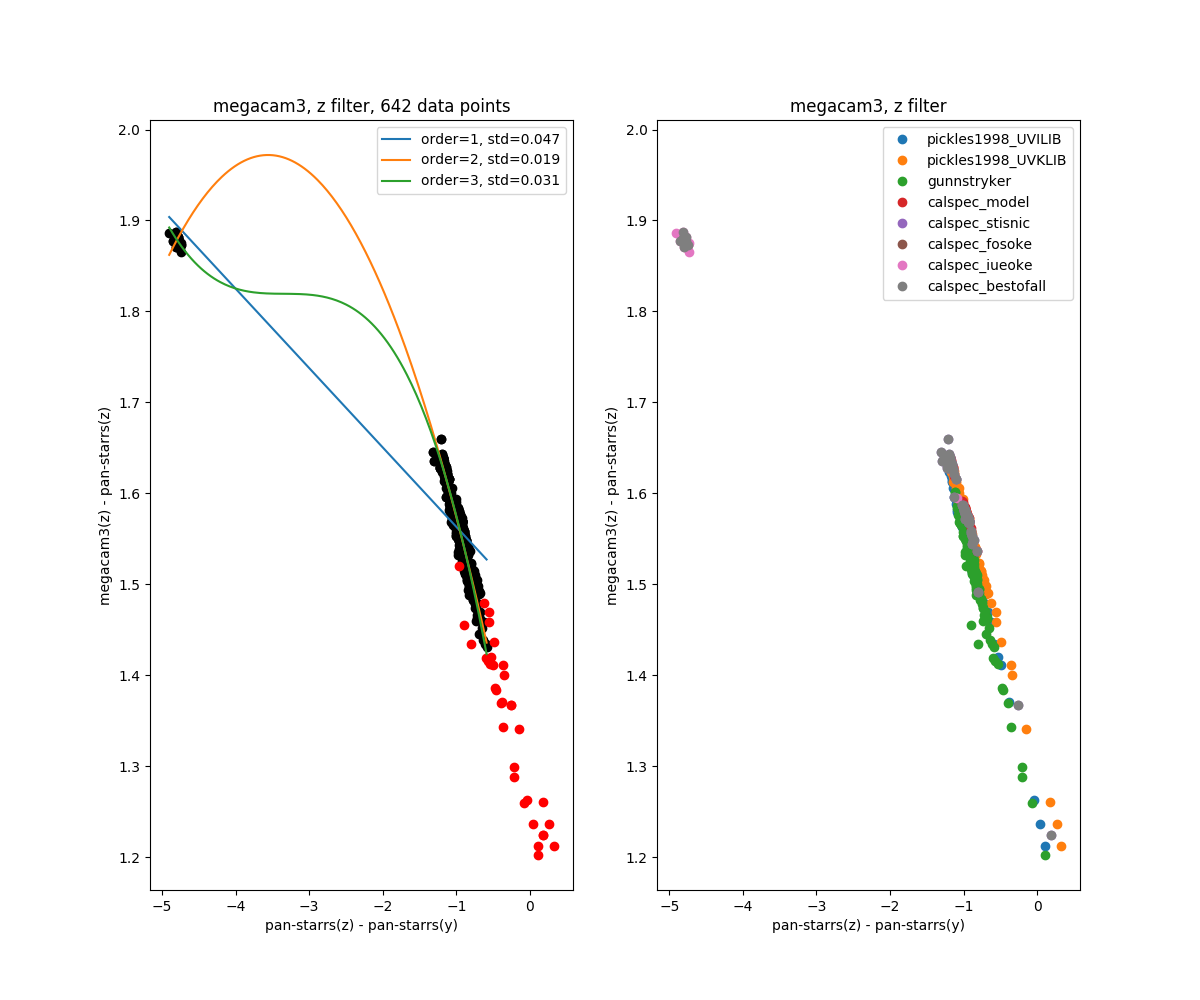 megacam3, z filter, 642 data points
order=1, std=0.047
order=2, std=0.019
order=3, std=0.031
2.0
1.9
1.8
1.7
1.6
1.5
1.4
1.3
1.2
megacam3(z) - pan-starrs(z)
−5
−4
−3
−2
−1
0
pan-starrs(z) - pan-starrs(y)
megacam3, z filter
pickles1998_UVILIB
pickles1998_UVKLIB
gunnstryker
calspec_model
calspec_stisnic
calspec_fosoke
calspec_iueoke
calspec_bestofall
2.0
1.9
1.8
1.7
1.6
1.5
1.4
1.3
1.2
megacam3(z) - pan-starrs(z)
−5
−4
−3
−2
−1
0
pan-starrs(z) - pan-starrs(y)